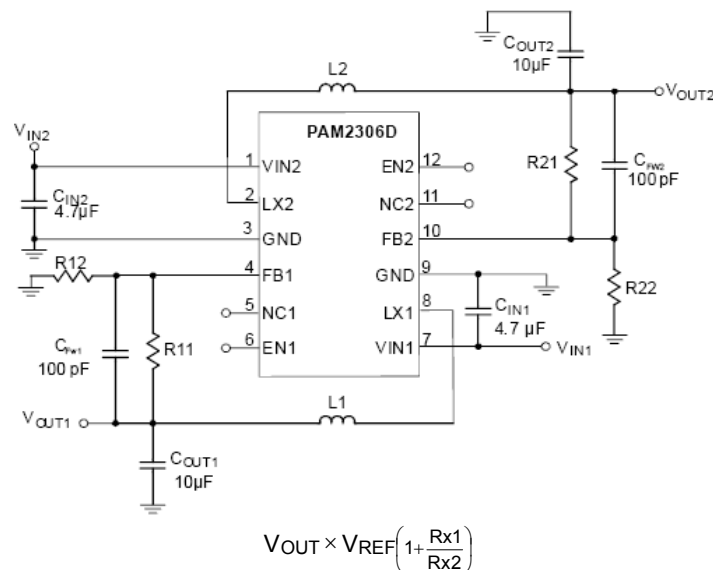 COUT2
10µF
L2
VOUT2
PAM2306D
VIN2
1
VIN2
EN2
12
R21
CFW2
100 pF
CIN2
4.7µF
2
LX2
NC2
11
3
GND
FB2
10
R12
4
FB1
GND
9
R22
5
NC1
LX1
8
CIN1
4.7 µF
CFw1
100 pF
R11
6
EN1
VIN1
7
VIN1
VOUT1
L1
COUT1
10µF
VOUT × VREF(1+Rx1/Rx2)